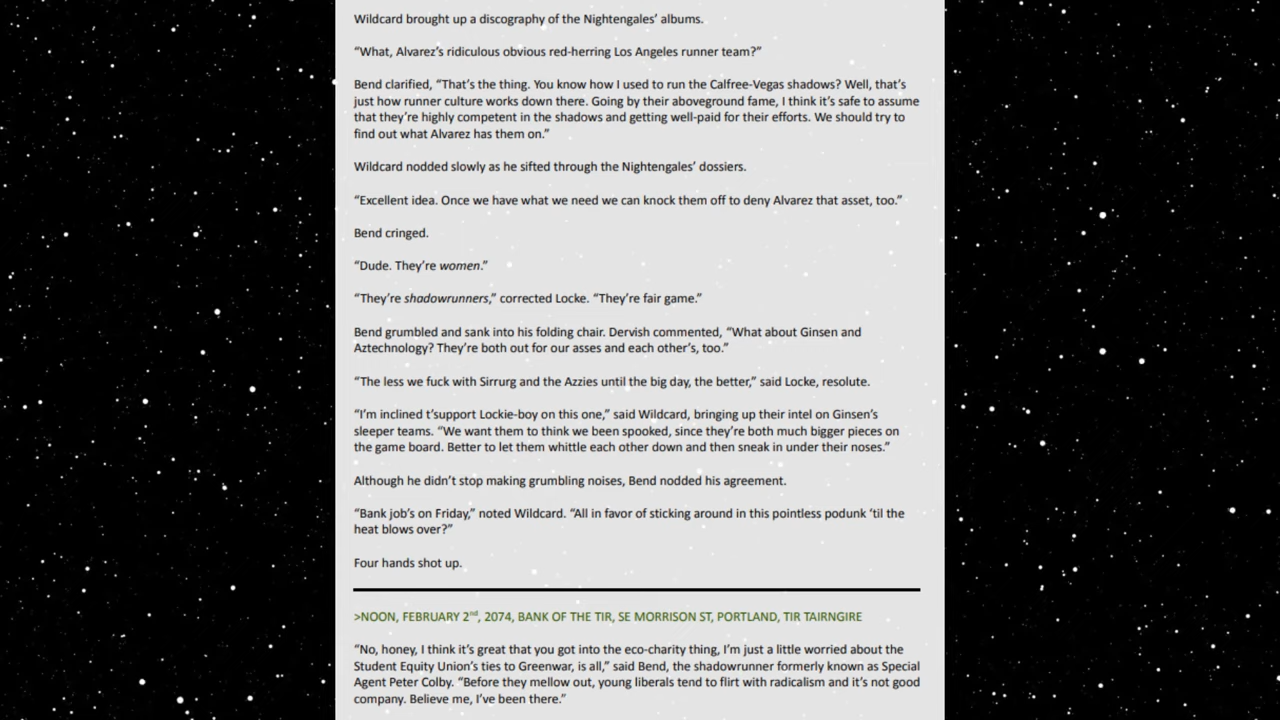 Wildcard brought up a discography of the Nightengales’ albums.
“What, Alvarez’s ridiculous obvious red-herring Los Angeles runner team?”
Bend clarified, “That’s the thing. You know how I used to run the Calfree-Vegas shadows? Well, that’s
just how runner culture works down there. Going by their aboveground fame, I think it’s safe to assume
that they’re highly competent in the shadows and getting well-paid for their efforts. We should try to
find out what Alvarez has them on.”
Wildcard nodded slowly as he sifted through the Nightengales’ dossiers.
“Excellent idea. Once we have what we need we can knock them off to deny Alvarez that asset, too.”
Bend cringed.
“Dude. They’re women.”
“They’re shadowrunners,” corrected Locke. “They’re fair game.”
Bend grumbled and sank into his folding chair. Dervish commented, “What about Ginsen and
Aztechnology? They’re both out for our asses and each other’s, too.”
“The less we fuck with Sirrurg and the Azzies until the big day, the better,” said Locke, resolute.
“I’m inclined t’support Lockie-boy on this one,” said Wildcard, bringing up their intel on Ginsen’s
sleeper teams. “We want them to think we been spooked, since they’re both much bigger pieces on
the game board. Better to let them whittle each other down and then sneak in under their noses.”
Although he didn’t stop making grumbling noises, Bend nodded his agreement.
“Bank job’s on Friday,” noted Wildcard. “All in favor of sticking around in this pointless podunk ‘til the
heat blows over?”
Four hands shot up.
>NOON, FEBRUARY 2nd, 2074, BANK OF THE TIR, SE MORRISON ST, PORTLAND, TIR TAIRNGIRE
“No, honey, I think it’s great that you got into the eco-charity thing, I’m just a little worried about the
Student Equity Union’s ties to Greenwar, is all,” said Bend, the shadowrunner formerly known as Special
Agent Peter Colby. “Before they mellow out, young liberals tend to flirt with radicalism and it’s not good
company. Believe me, I’ve been there.”